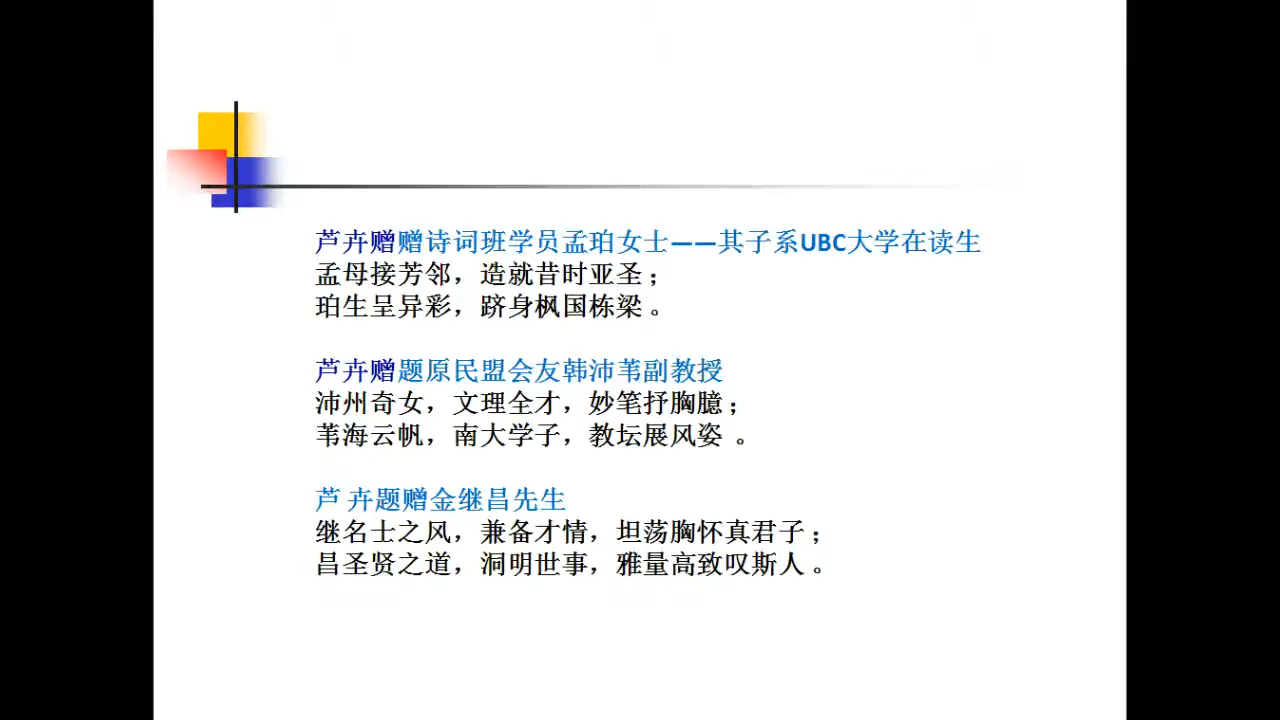 芦卉赠赠诗词班学员孟珀女士——其子系UBC大学在读生
孟母接芳邻，造就昔时亚圣；
珀生呈异彩，跻身枫国栋梁。
芦卉赠题原民盟会友韩沛苇副教授
沛州奇女，文理全才，妙笔抒胸臆；
苇海云帆，南大学子，教坛展风姿 。
芦 卉题赠金继昌先生
继名士之风，兼备才情，坦荡胸怀真君子；
昌圣贤之道，洞明世事，雅量高致叹斯人。